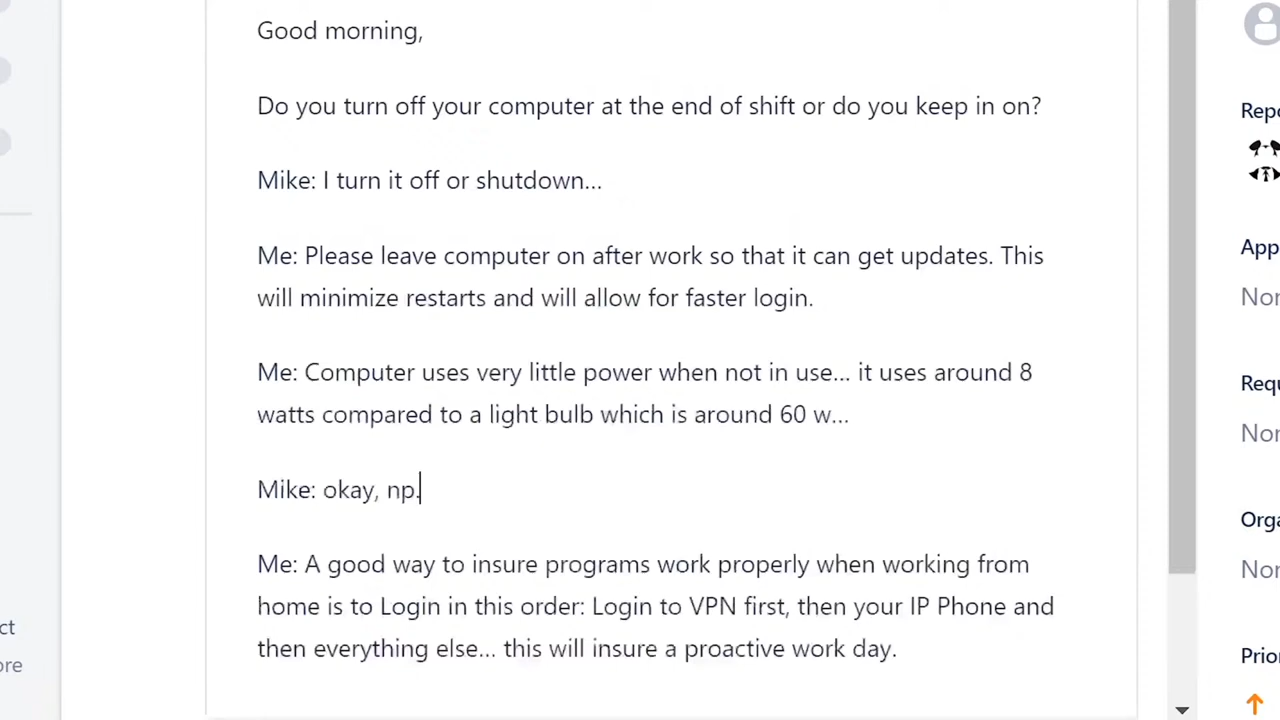 Good morning,
Do you turn off your computer at the end of shift or do you keep in on?
Mike: I turn it off or shutdown...
Me: Please leave computer on after work so that it can get updates. This
will minimize restarts and will allow for faster login.
Me: Computer uses very little power when not in use... it uses around 8
watts compared to a light bulb which is around 60 w...
Mike: okay, np.
Me: A good way to insure programs work properly when working from
home is to Login in this order: Login to VPN first, then your IP Phone and
then everything else... this will insure a proactive work day.
ct
ore
Repo
App
Nor
Requ
Nor
Orga
Nor
Prior